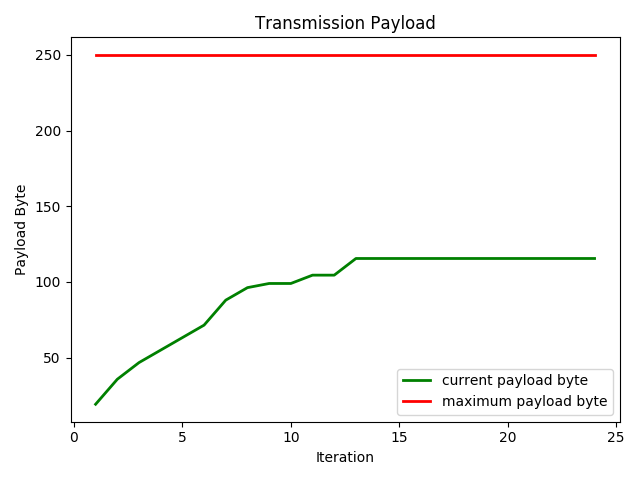 Transmission Payload
Payload Byte
250
200
150
100
50
0
5
10
15
20
25
Iteration
current payload byte
maximum payload byte